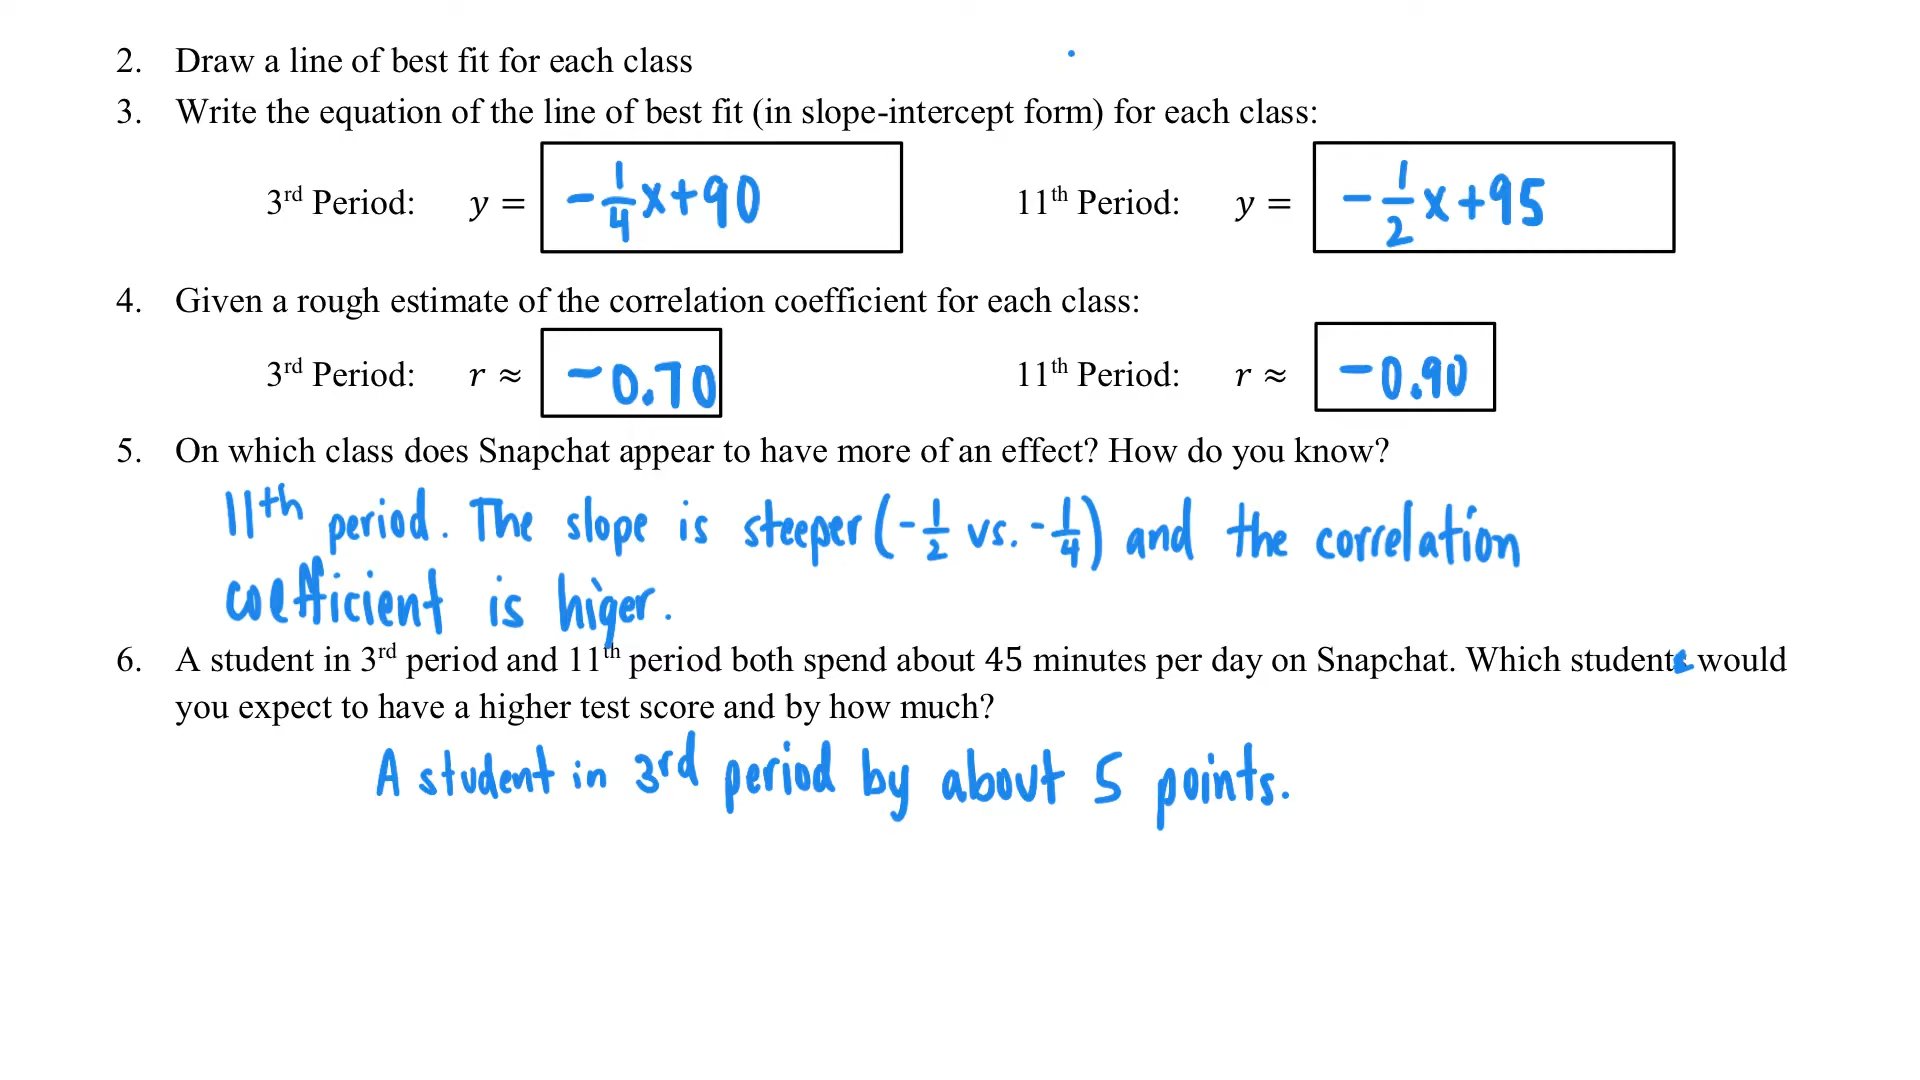 2. Draw a line of best fit for each class
3. Write the equation of the line of best fit (in slope-intercept form) for each class:
3rd Period: y = -1/4x+90 11th Period: y = -1/2x+95
4. Given a rough estimate of the correlation coefficient for each class:
3rd Period: r ≈ -0.70 11th Period: r ≈ -0.90
5. On which class does Snapchat appear to have more of an effect? How do you know?
11th period. The slope is steeper (-1/2 vs. -1/4) and the correlation
coefficient is higer.
6. A student in 3rd period and 11th period both spend about 45 minutes per day on Snapchat. Which student would
you expect to have a higher test score and by how much?
A student in 3rd period by about 5 points.